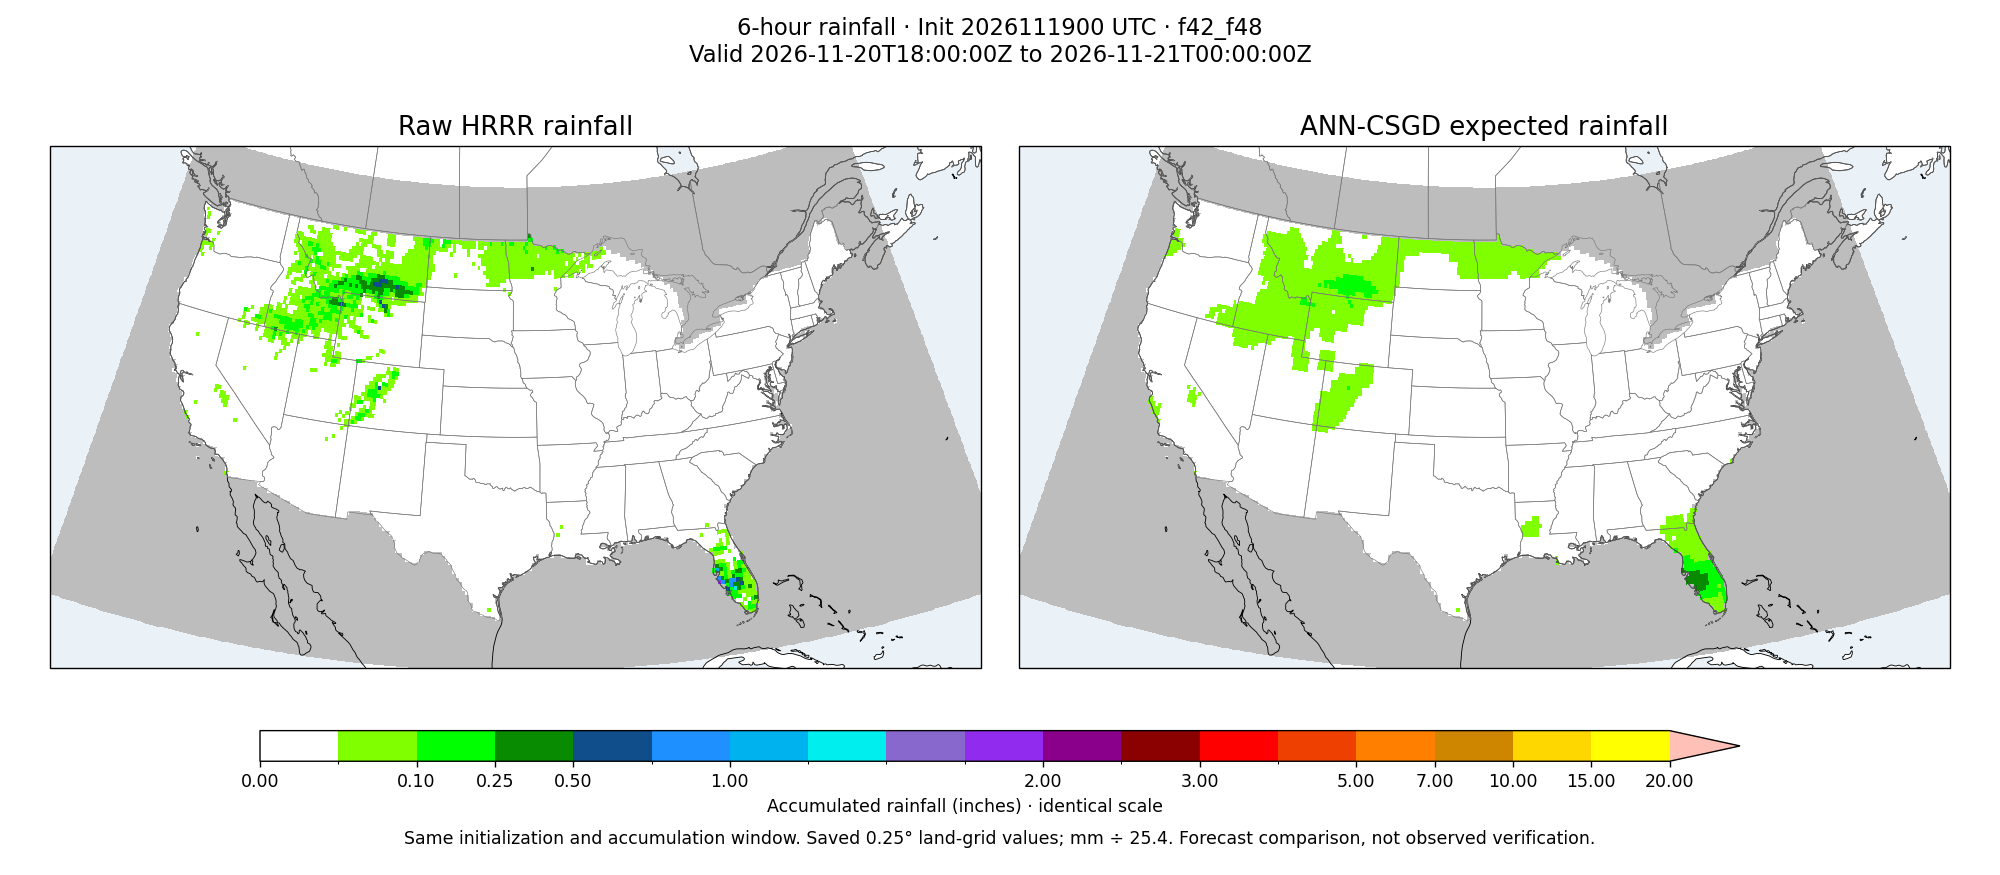 6-hour rainfall · Init 2026111900 UTC · f42_f48
Valid 2026-11-20T18:00:00Z to 2026-11-21T00:00:00Z
Raw HRRR rainfall
ANN-CSGD expected rainfall
0.00 0.10 0.25 0.50 1.00 2.00 3.00 5.00 7.00 10.00 15.00 20.00
Accumulated rainfall (inches) · identical scale
Same initialization and accumulation window. Saved 0.25° land-grid values; mm ÷ 25.4. Forecast comparison, not observed verification.